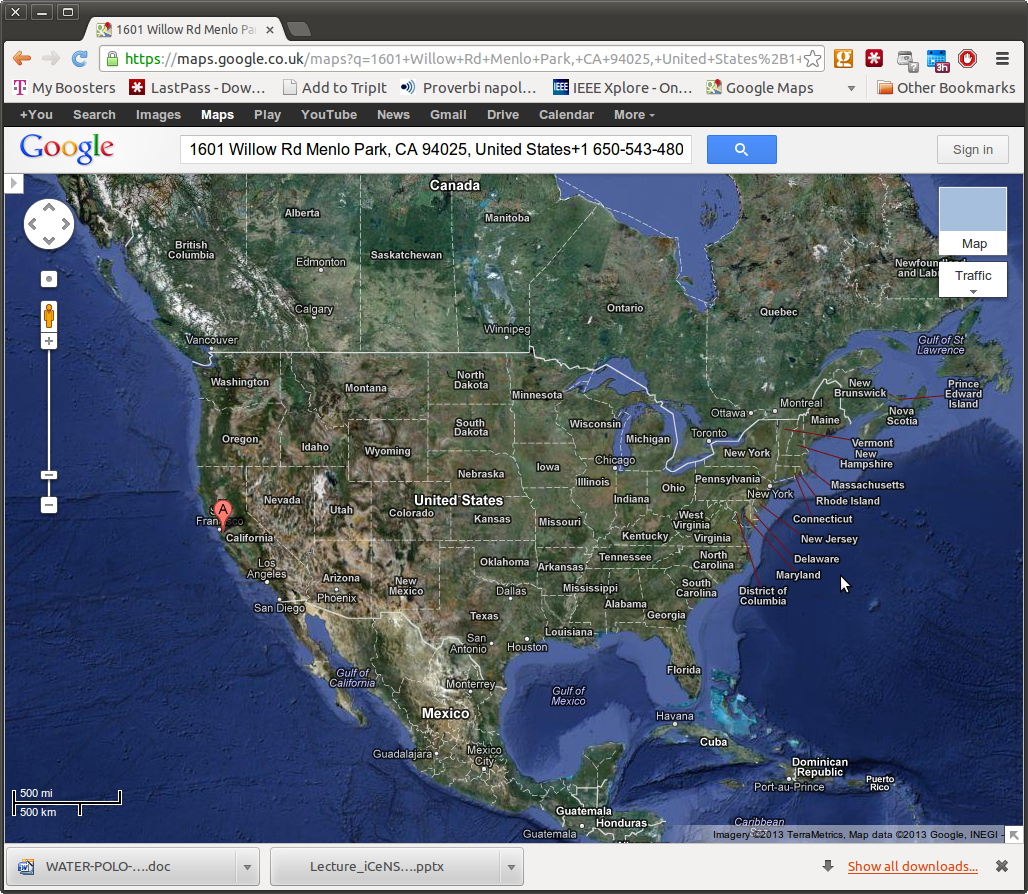 1601 Willow Rd Menlo Pa
https://maps.google.co.uk/maps?q=1601+Willow+Rd+Menlo+Park,+CA+94025,+United+States%2B1+
3h
My Boosters
LastPass - Dow...
Add to TripIt
Proverbi napol...
IEEE
IEEE Xplore - On...
Google Maps
Other Bookmarks
+You Search Images Maps Play YouTube News Gmail Drive Calendar More
Google
1601 Willow Rd Menlo Park, CA 94025, United States+1 650-543-480
Sign in
Map
Traffic
Canada
Alberta
Manitoba
British
Columbia
Saskatchewan
Edmonton
Newfoundland
and Lab
Calgary
Ontario
Quebec
Winnipeg
Vancouver
Gulf of St
Lawrence
Washington
Montana
North
Dakota
Minnesota
New
Brunswick
Prince
Edward
Island
Ottawa
Montreal
Maine
Nova
Scotia
Oregon
Idaho
South
Dakota
Wisconsin
Michigan
Toronto
Vermont
New
Hampshire
Wyoming
New York
Chicago
Iowa
Nebraska
Illinois
Ohio
Pennsylvania
Massachusetts
New York
Rhode Island
Nevada
Utah
United States
Colorado
Kansas
Missouri
Indiana
West
Virginia
Connecticut
A
Francisco
California
Kentucky
Virginia
New Jersey
Delaware
Maryland
District of
Columbia
Los
Angeles
Arizona
Phoenix
New
Mexico
Oklahoma
Arkansas
Tennessee
North
Carolina
South
Carolina
San Diego
Dallas
Mississippi
Alabama
Georgia
Texas
Louisiana
San
Antonio
Houston
Gulf of
California
Florida
Monterrey
Gulf of
Mexico
Mexico
Havana
Cuba
Guadalajara
Mexico
City
Dominican
Republic
Port-au-Prince
Puerto
Rico
500 mi
500 km
Guatemala
Honduras
Guatemala
Caribbean
Imagery ©2013 TerraMetrics, Map data ©2013 Google, INEGI -
WATER-POLO-....doc
Lecture_iCeNS....pptx
Show all downloads...